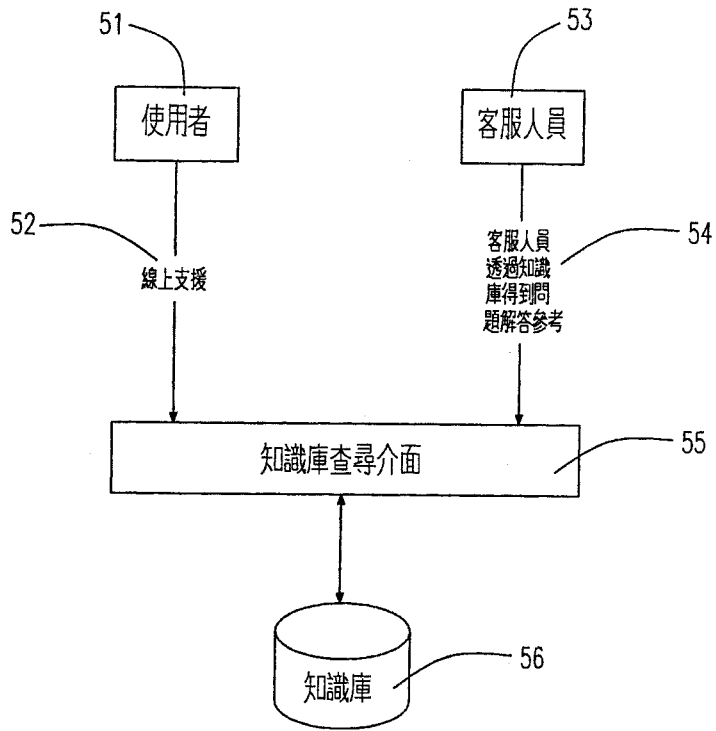 51
53
使用者
客服人員
52
線上支援
客服人員
透過知識
庫得到問
題解答參考
54
知識庫查尋介面
55
知識庫
56